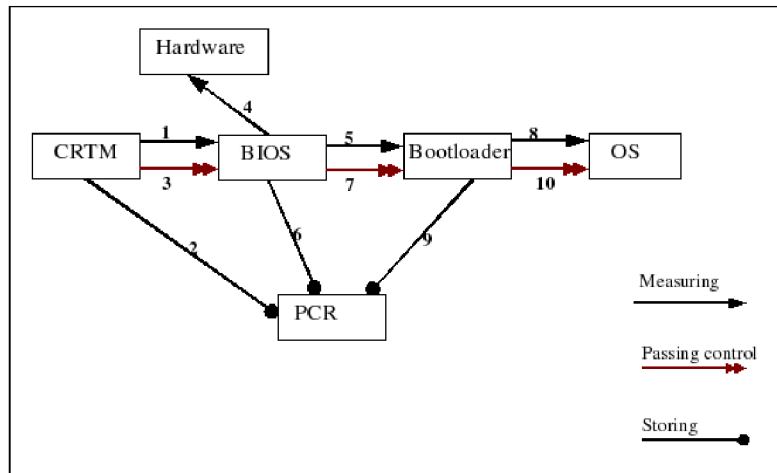 Hardware
4
1
5
8
CRTM
BIOS
Bootloader
OS
3
7
10
2
6
9
PCR
Measuring
Passing control
Storing